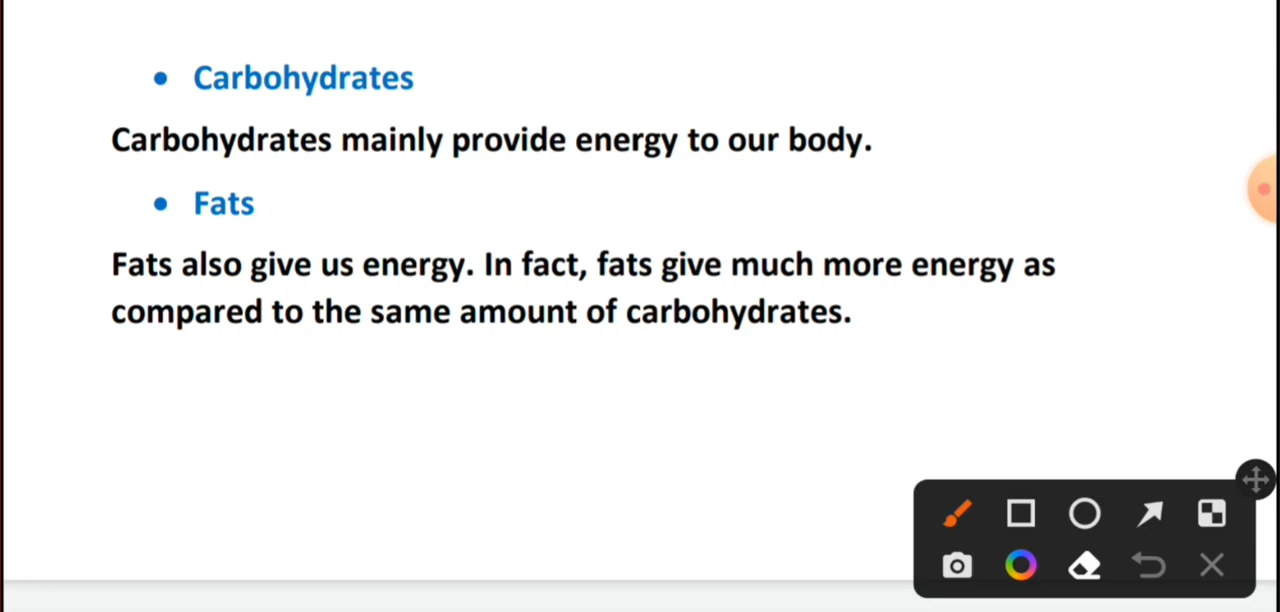 • Carbohydrates
Carbohydrates mainly provide energy to our body.
• Fats
Fats also give us energy. In fact, fats give much more energy as
compared to the same amount of carbohydrates.